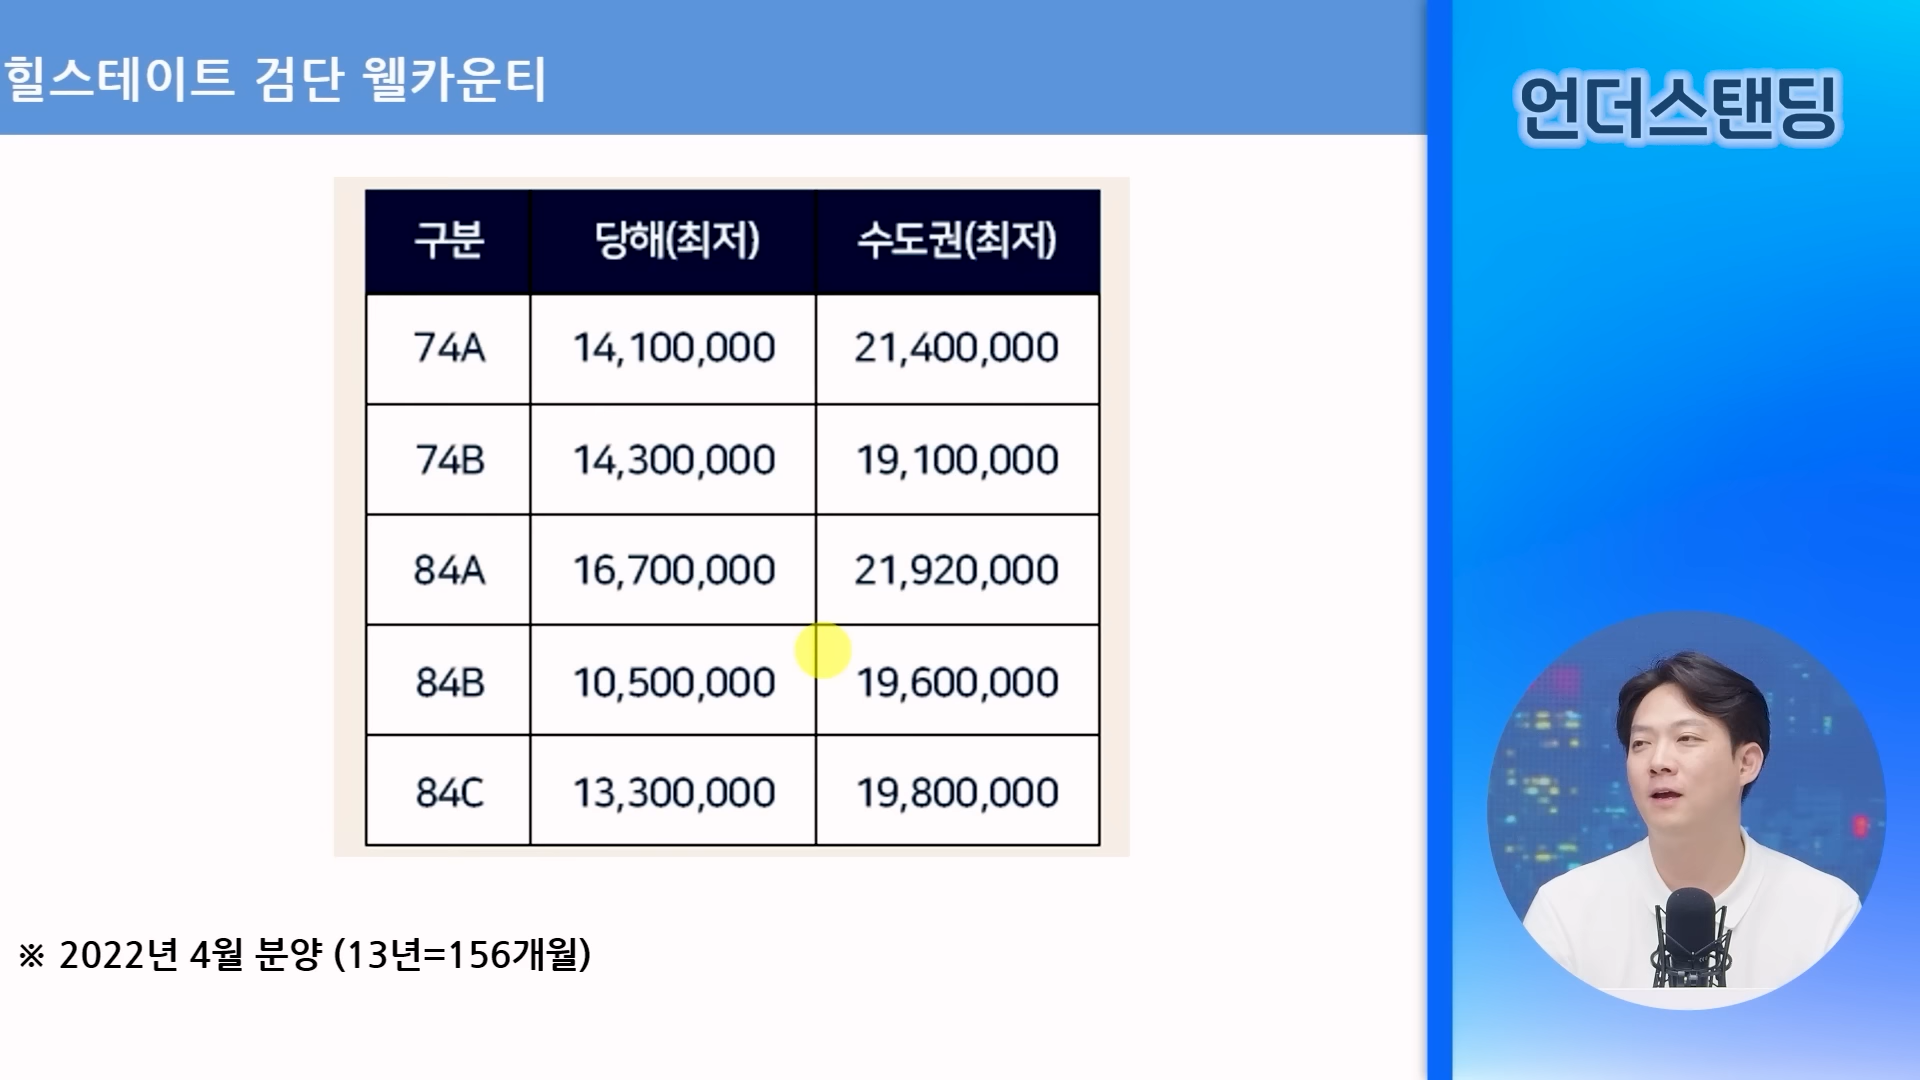 힐스테이트 검단 웰카운티
언더스탠딩
구분 당해(최저) 수도권(최저)
74A 14,100,000 21,400,000
74B 14,300,000 19,100,000
84A 16,700,000 21,920,000
84B 10,500,000 19,600,000
84C 13,300,000 19,800,000
※ 2022년 4월 분양 (13년=156개월)